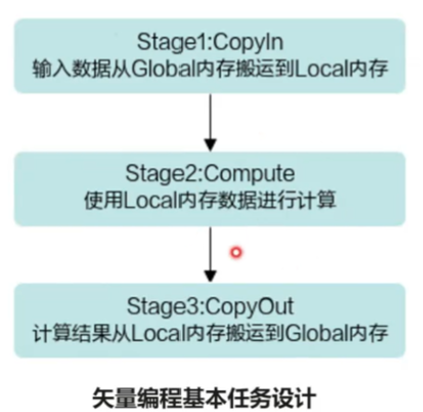 Stage1:CopyIn
输入数据从Global内存搬运到Local内存
Stage2:Compute
使用Local内存数据进行计算
Stage3:CopyOut
计算结果从Local内存搬运到Global内存
矢量编程基本任务设计